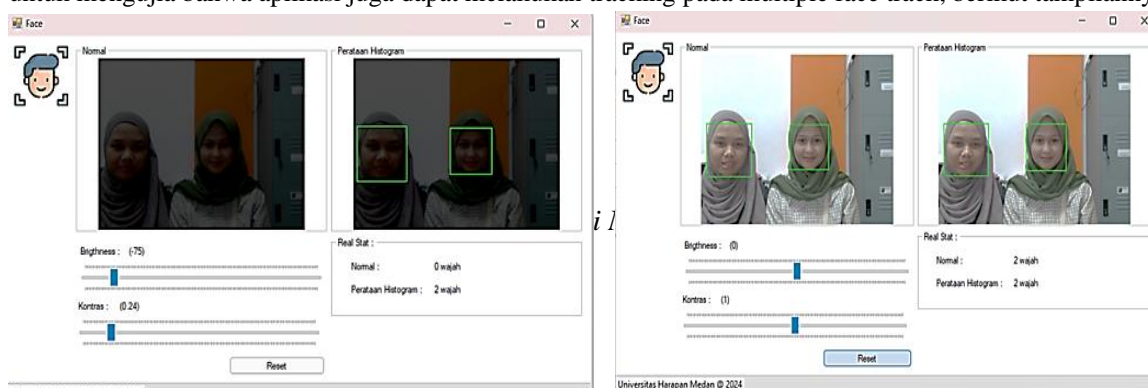 untuk mengujia bahwa aplikasi juga dapat melakukan tracking pada multiple face track, berikut tampilannya
Face
Normal
Perataan Histogram
Brigthness : (-75)
Kontras : (0.24)
Real Stat :
Normal : 0 wajah
Perataan Histogram : 2 wajah
Reset
i
Face
Normal
Perataan Histogram
Brigthness : (0)
Kontras : (1)
Real Stat :
Normal : 2 wajah
Perataan Histogram : 2 wajah
Reset
Universitas Harapan Medan @ 2024